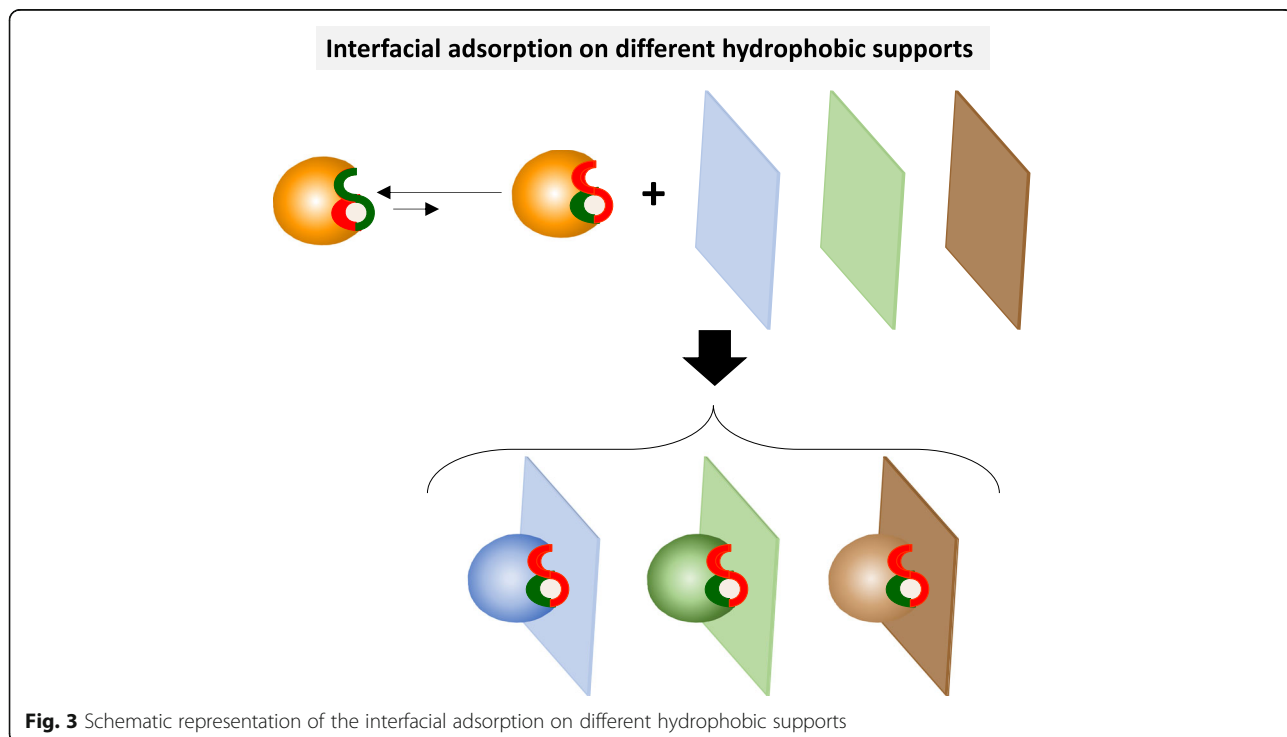 Interfacial adsorption on different hydrophobic supports
+
Fig. 3 Schematic representation of the interfacial adsorption on different hydrophobic supports